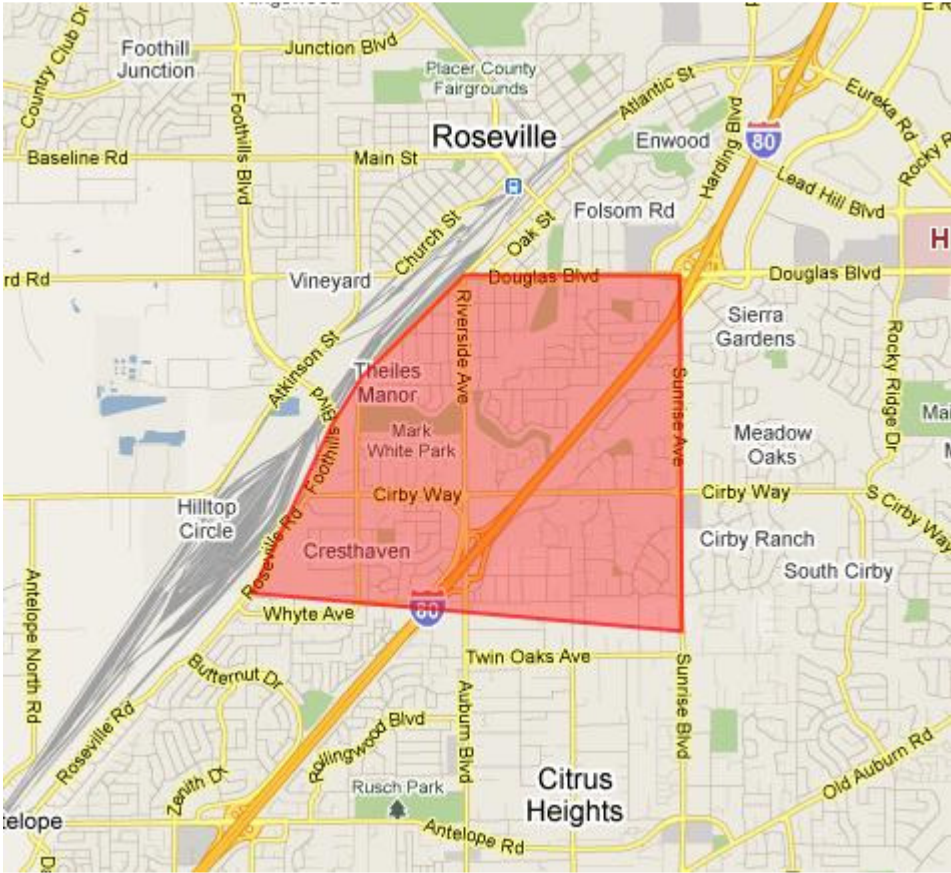 Country Club Dr
Foothill
Junction
Junction Blvd
Placer County
Fairgrounds
Atlantic St
Eureka Rd
Foothills Blvd
Roseville
Enwood
Harding Blvd
80
Baseline Rd
Main St
Lead Hill Blvd
Rocky R
Church St
Oak St
Folsom Rd
H
rd Rd
Vineyard
Douglas Blvd
Douglas Blvd
Riverside Ave
Sierra
Gardens
Atkinson St
Theiles
Manor
Sunrise Ave
Rocky Ridge Dr
Foothills Blvd
Mark
White Park
Meadow
Oaks
Mar
M
Hilltop
Circle
Cirby Way
Cirby Way
S Cirby Way
Roseville Rd
Cresthaven
Cirby Ranch
South Cirby
Antelope North Rd
Whyte Ave
80
Butternut Dr
Twin Oaks Ave
Sunrise Blvd
Roseville Rd
Auburn Blvd
Rollingwood Blvd
Zenith Dr
Rusch Park
Citrus
Heights
Old Auburn Rd
telope
Antelope Rd